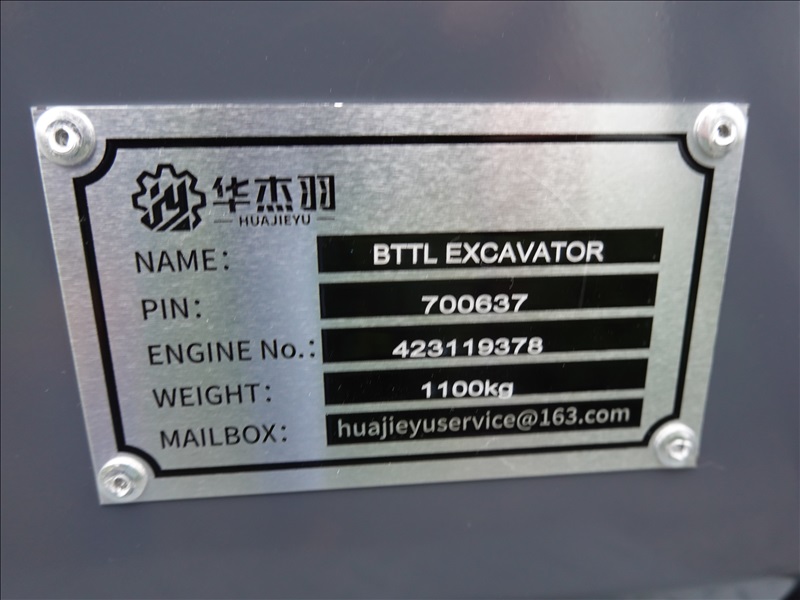 华杰羽
HUAJIEYU
NAME: BTTL EXCAVATOR
PIN: 700637
ENGINE No.: 423119378
WEIGHT: 1100kg
MAILBOX: huajieyuservice@163.com